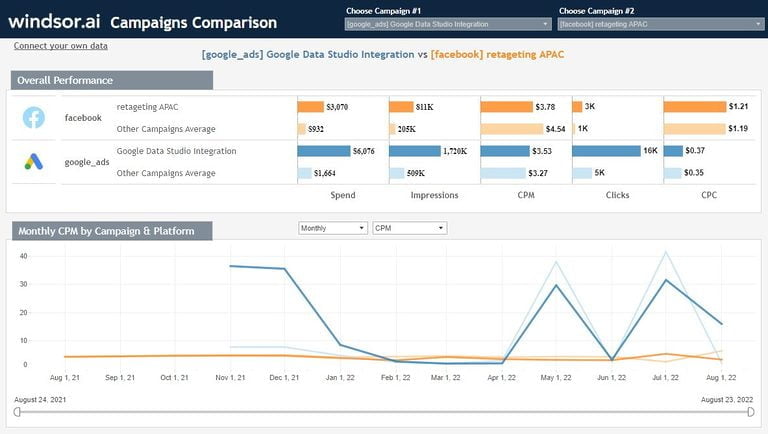 windsor.ai Campaigns Comparison
Choose Campaign #1
[google_ads] Google Data Studio Integration
Choose Campaign #2
[facebook] retageting APAC
Connect your own data
[google_ads] Google Data Studio Integration vs [facebook] retageting APAC
Overall Performance
facebook
retageting APAC $3,070 811K $3.78 3K $1.21
Other Campaigns Average $932 205K $4.54 1K $1.19
google_ads
Google Data Studio Integration $6,076 1,720K $3.53 16K $0.37
Other Campaigns Average $1,664 509K $3.27 5K $0.35
Spend Impressions CPM Clicks CPC
Monthly CPM by Campaign & Platform
Monthly CPM
40
30
20
10
0
Aug 1, 21 Sep 1, 21 Oct 1, 21 Nov 1, 21 Dec 1, 21 Jan 1, 22 Feb 1, 22 Mar 1, 22 Apr 1, 22 May 1, 22 Jun 1, 22 Jul 1, 22 Aug 1, 22
August 24, 2021 August 23, 2022